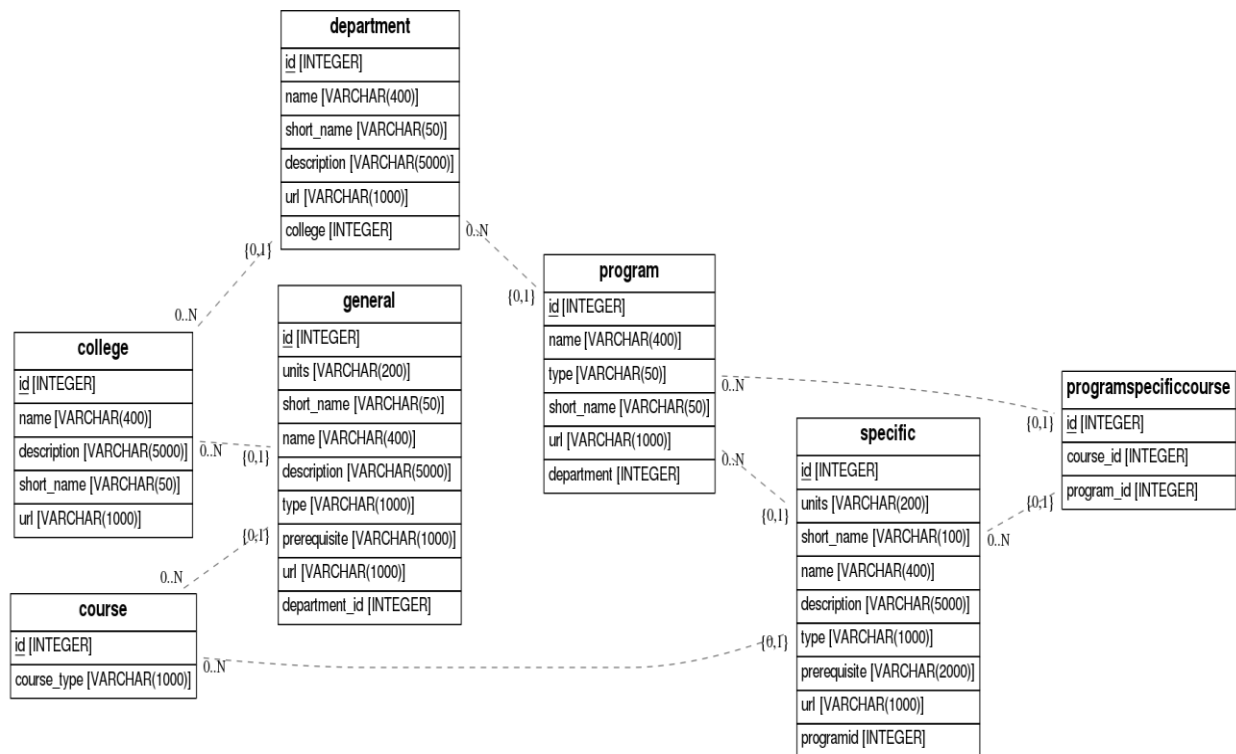 department
id [INTEGER]
name [VARCHAR(400)]
short_name [VARCHAR(50)]
description [VARCHAR(5000)]
url [VARCHAR(1000)]
college [INTEGER]
{0,1}
0..N
0..N
{0,1}
general
id [INTEGER]
units [VARCHAR(200)]
short_name [VARCHAR(50)]
name [VARCHAR(400)]
description [VARCHAR(5000)]
type [VARCHAR(1000)]
prerequisite [VARCHAR(1000)]
url [VARCHAR(1000)]
department_id [INTEGER]
program
id [INTEGER]
name [VARCHAR(400)]
type [VARCHAR(50)]
short_name [VARCHAR(50)]
url [VARCHAR(1000)]
department [INTEGER]
college
id [INTEGER]
name [VARCHAR(400)]
description [VARCHAR(5000)]
short_name [VARCHAR(50)]
url [VARCHAR(1000)]
0..N
{0,1}
{0,1}
0..N
0..N
{0,1}
0..N
{0,1}
programspecificcourse
id [INTEGER]
course_id [INTEGER]
program_id [INTEGER]
{0,1}
0..N
specific
id [INTEGER]
units [VARCHAR(200)]
short_name [VARCHAR(100)]
name [VARCHAR(400)]
description [VARCHAR(5000)]
type [VARCHAR(1000)]
prerequisite [VARCHAR(2000)]
url [VARCHAR(1000)]
programid [INTEGER]
course
id [INTEGER]
course_type [VARCHAR(1000)]
0..N
{0,1}